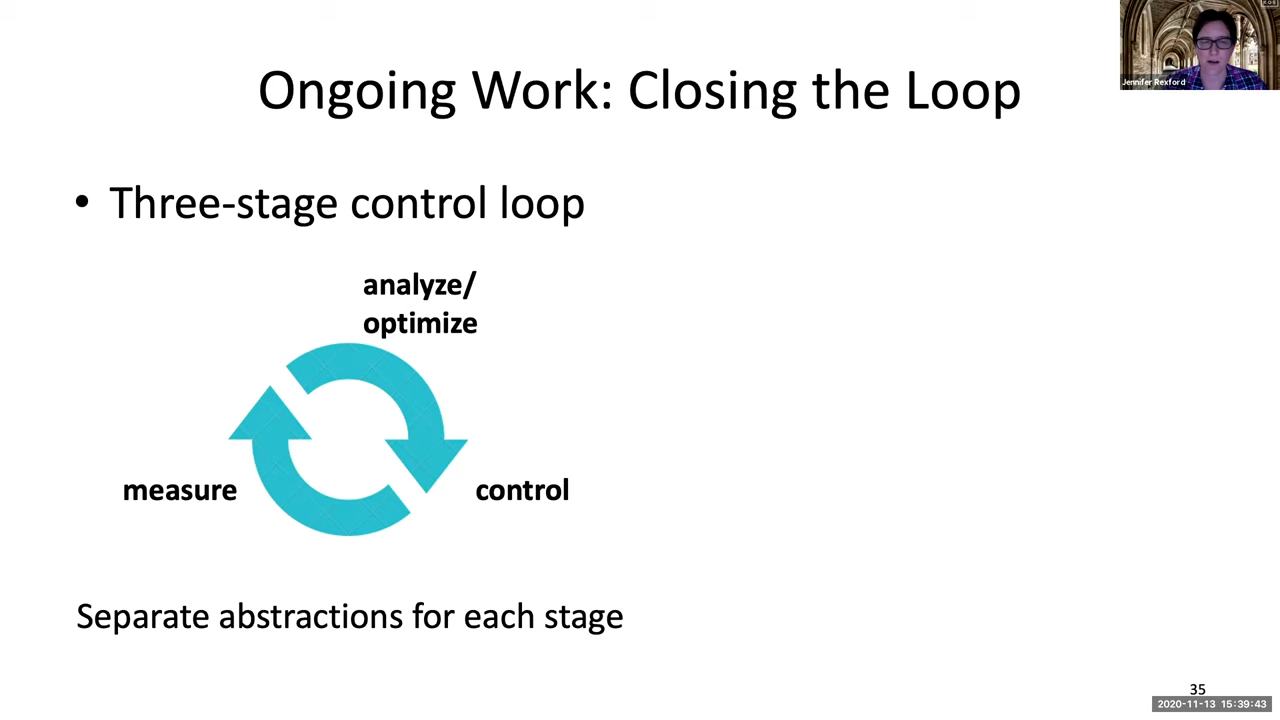 Ongoing Work: Closing the Loop
Jennifer Rexford
• Three-stage control loop
analyze/
optimize
measure
control
Separate abstractions for each stage
35
2020-11-13 15:39:43